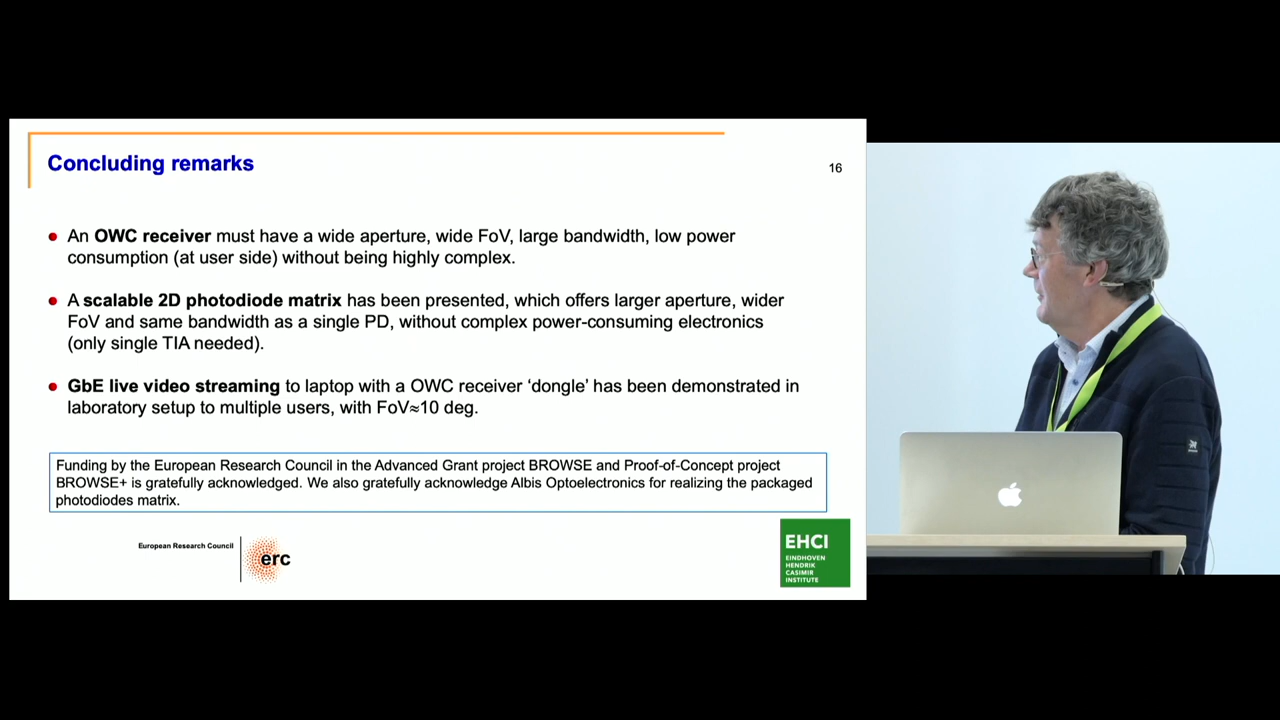 Concluding remarks
16
● An OWC receiver must have a wide aperture, wide FoV, large bandwidth, low power
consumption (at user side) without being highly complex.
● A scalable 2D photodiode matrix has been presented, which offers larger aperture, wider
FoV and same bandwidth as a single PD, without complex power-consuming electronics
(only single TIA needed).
● GbE live video streaming to laptop with a OWC receiver ‘dongle’ has been demonstrated in
laboratory setup to multiple users, with FoV≈10 deg.
Funding by the European Research Council in the Advanced Grant project BROWSE and Proof-of-Concept project
BROWSE+ is gratefully acknowledged. We also gratefully acknowledge Albis Optoelectronics for realizing the packaged
photodiodes matrix.
European Research Council
erc
EHCI
EINDHOVEN
HENDRIK
CASIMIR
INSTITUTE